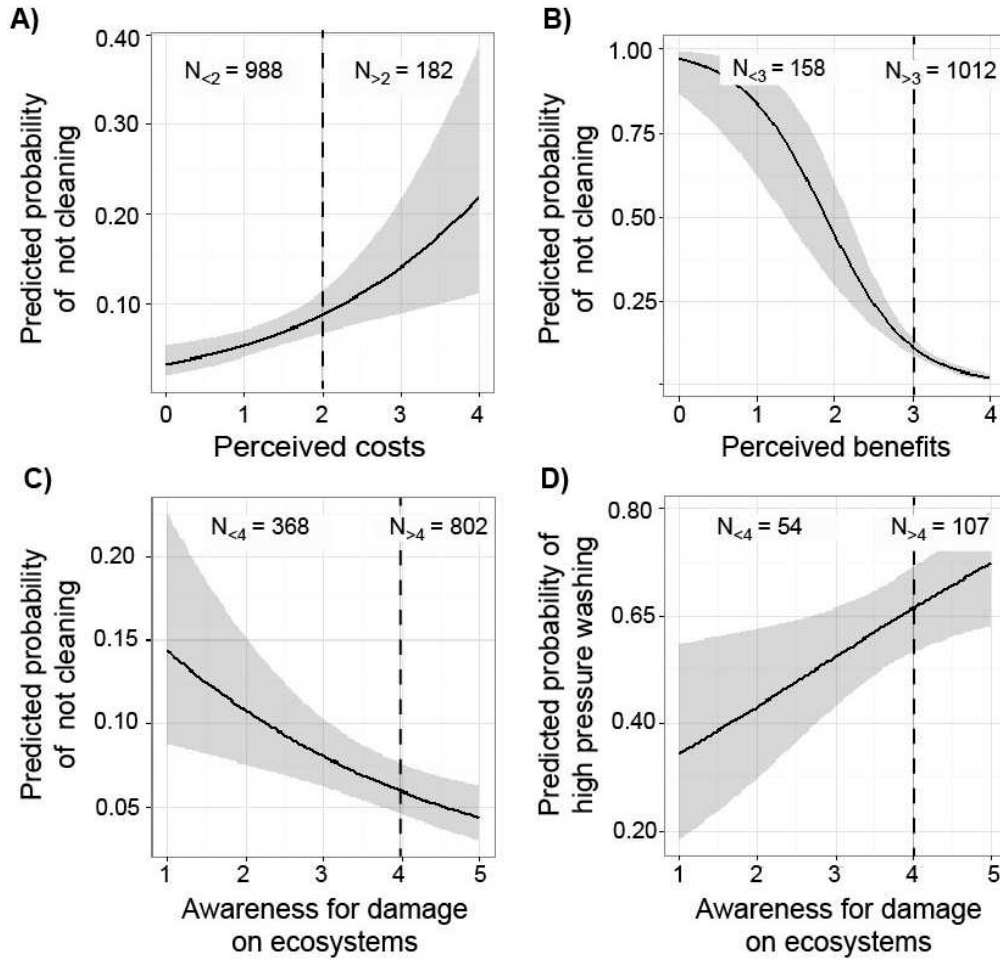 A)
Predicted probability
of not cleaning
0.40
0.30
0.20
0.10
N<2 = 988
N>2 = 182
0 1 2 3 4
Perceived costs
B)
Predicted probability
of not cleaning
1.00
0.75
0.50
0.25
N<3 = 158
N>3 = 1012
0 1 2 3 4
Perceived benefits
C)
Predicted probability
of not cleaning
0.20
0.15
0.10
0.05
N<4 = 368
N>4 = 802
1 2 3 4 5
Awareness for damage
on ecosystems
D)
Predicted probability of
high pressure washing
0.80
0.65
0.40
0.20
N<4 = 54
N>4 = 107
1 2 3 4 5
Awareness for damage
on ecosystems